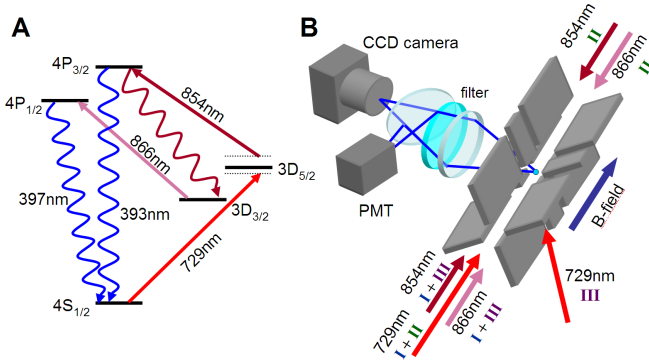 A
4P3/2
4P1/2
854nm
866nm
3D5/2
3D3/2
397nm
393nm
729nm
4S1/2
B
CCD camera
filter
PMT
854nm
II
866nm
II
B-field
854nm
I + III
729nm
I + II
866nm
I + III
729nm
III